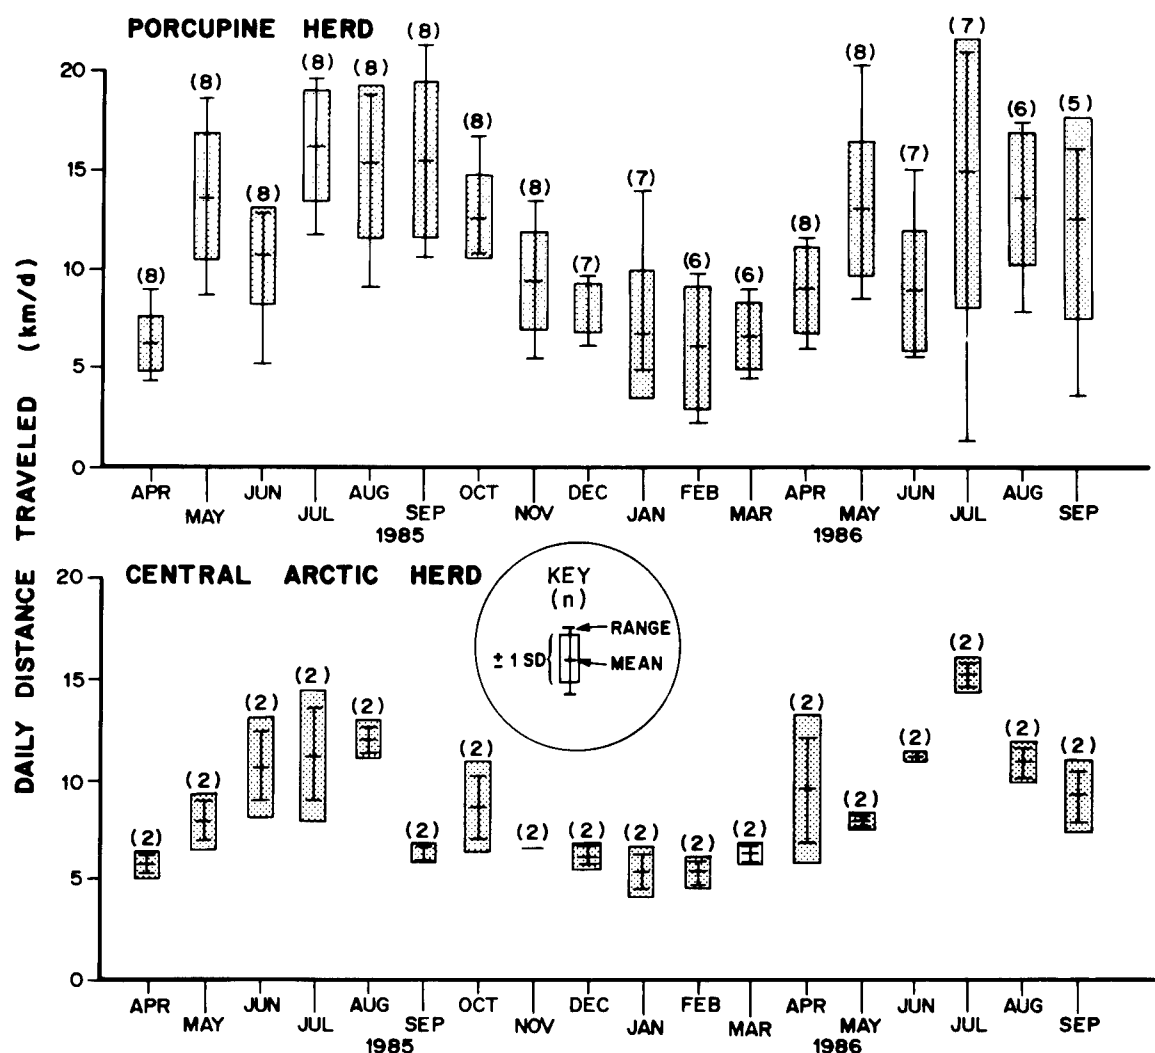 PORCUPINE HERD
(8) (8) (8) (8) (8) (8) (8) (8) (7) (7) (6) (6) (8) (8) (7) (7) (6) (5)
20
15
10
5
0
APR MAY JUN JUL AUG SEP OCT NOV DEC JAN FEB MAR APR MAY JUN JUL AUG SEP
1985 1986
DAILY DISTANCE TRAVELED (km/d)
CENTRAL ARCTIC HERD
KEY
(n)
RANGE
± 1 SD
MEAN
(2) (2) (2) (2) (2) (2) (2) (2) (2) (2) (2) (2) (2) (2) (2) (2) (2) (2)
20
15
10
5
0
APR MAY JUN JUL AUG SEP OCT NOV DEC JAN FEB MAR APR MAY JUN JUL AUG SEP
1985 1986